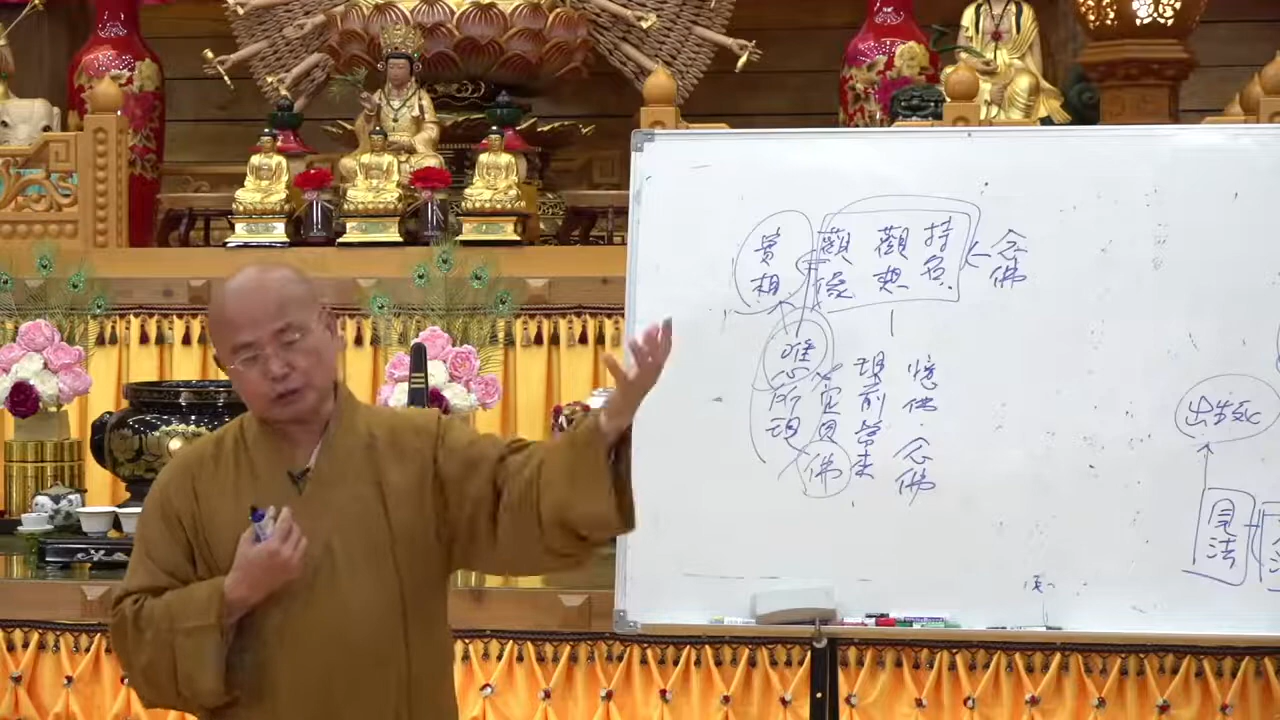 念佛
持名
觀想
觀像
實相
憶佛·念佛
現前當來
必定見佛
唯心所現
出生死
見法